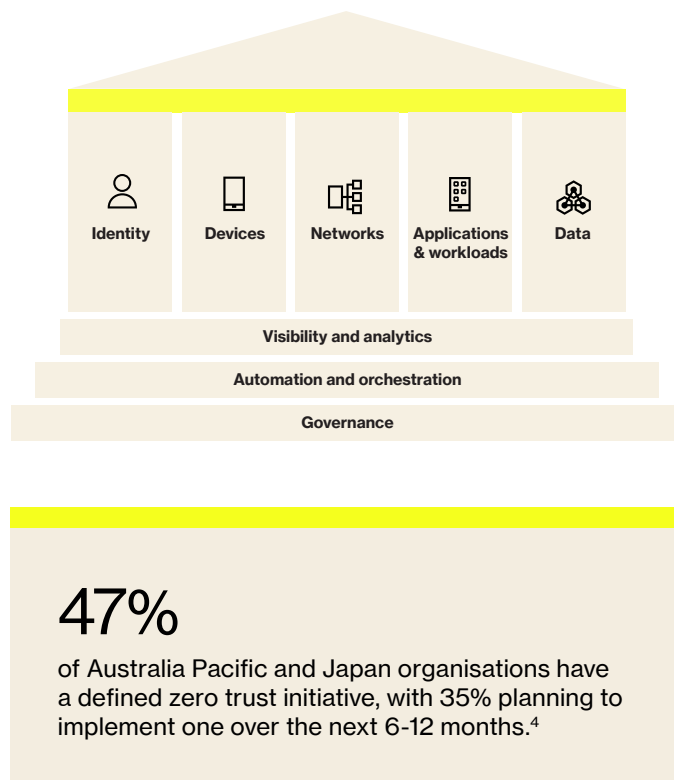 Identity
Devices
Networks
Applications
& workloads
Data
Visibility and analytics
Automation and orchestration
Governance
47%
of Australia Pacific and Japan organisations have
a defined zero trust initiative, with 35% planning to
implement one over the next 6-12 months.⁴